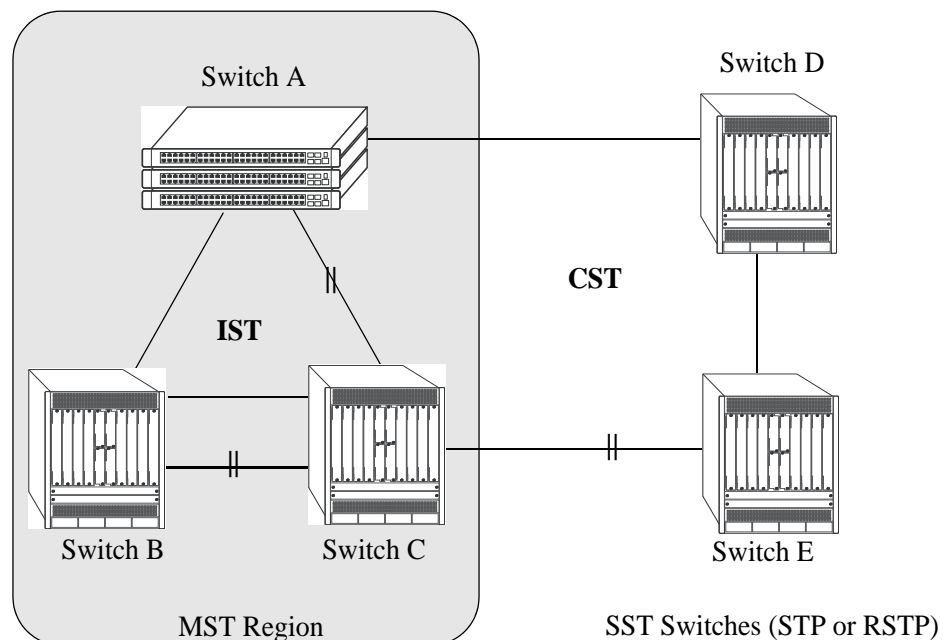 Switch A
Switch D
CST
IST
Switch B
Switch C
Switch E
MST Region
SST Switches (STP or RSTP)